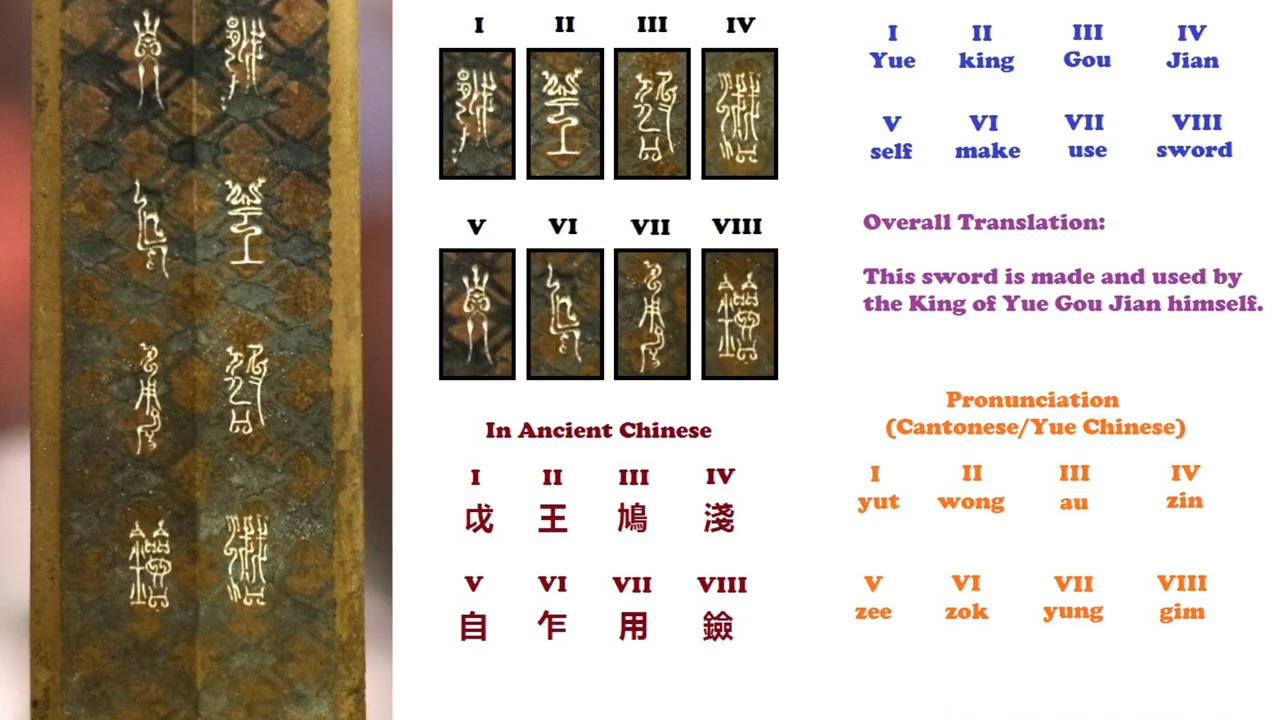 I II III IV
V VI VII VIII
In Ancient Chinese
I II III IV
戉 王 鳩 淺
V VI VII VIII
自 乍 用 鐱
I II III IV
Yue king Gou Jian
V VI VII VIII
self make use sword
Overall Translation:
This sword is made and used by
the King of Yue Gou Jian himself.
Pronunciation
(Cantonese/Yue Chinese)
I II III IV
yut wong au zin
V VI VII VIII
zee zok yung gim